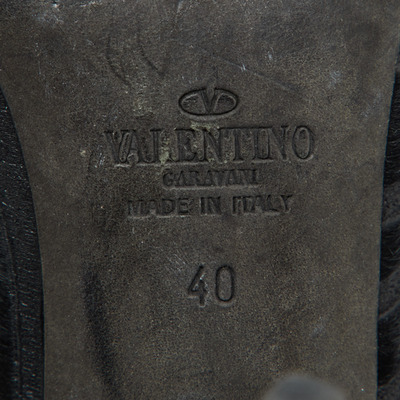 VALENTINO
GARAVANI
MADE IN ITALY
40